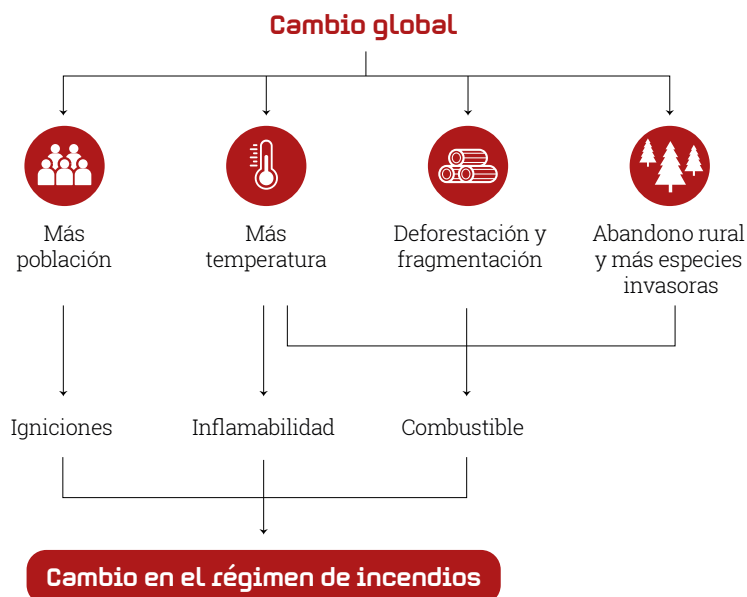 Cambio global
Más
población
Más
temperatura
Deforestación y
fragmentación
Abandono rural
y más especies
invasoras
Igniciones
Inflamabilidad
Combustible
Cambio en el régimen de incendios